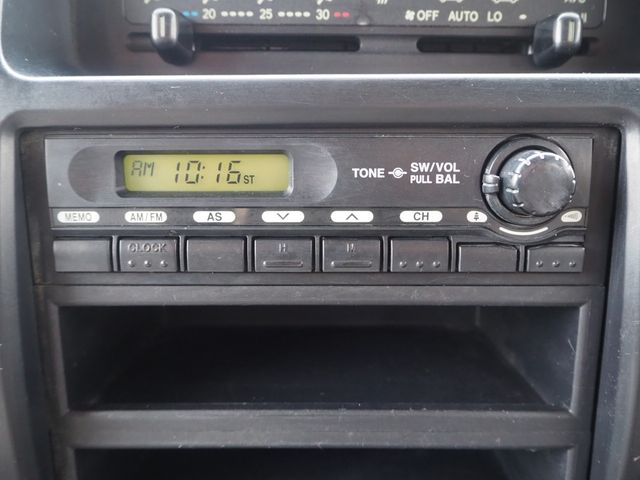 20 25 30 OFF AUTO LO
AM 10:16 ST
TONE SW/VOL
PULL BAL
MEMO AM/FM AS CH
CLOCK H M